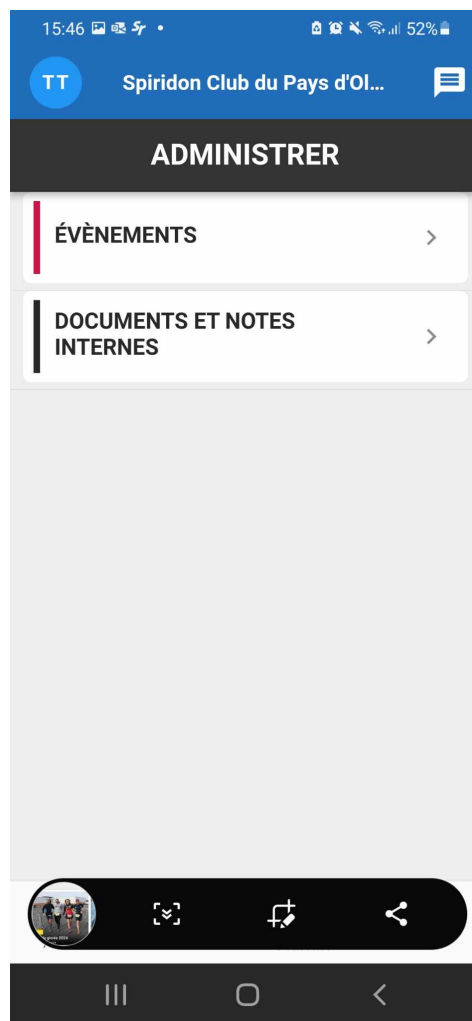 15:46
52%
TT
Spiridon Club du Pays d'Ol...
ADMINISTRER
ÉVÈNEMENTS
DOCUMENTS ET NOTES
INTERNES